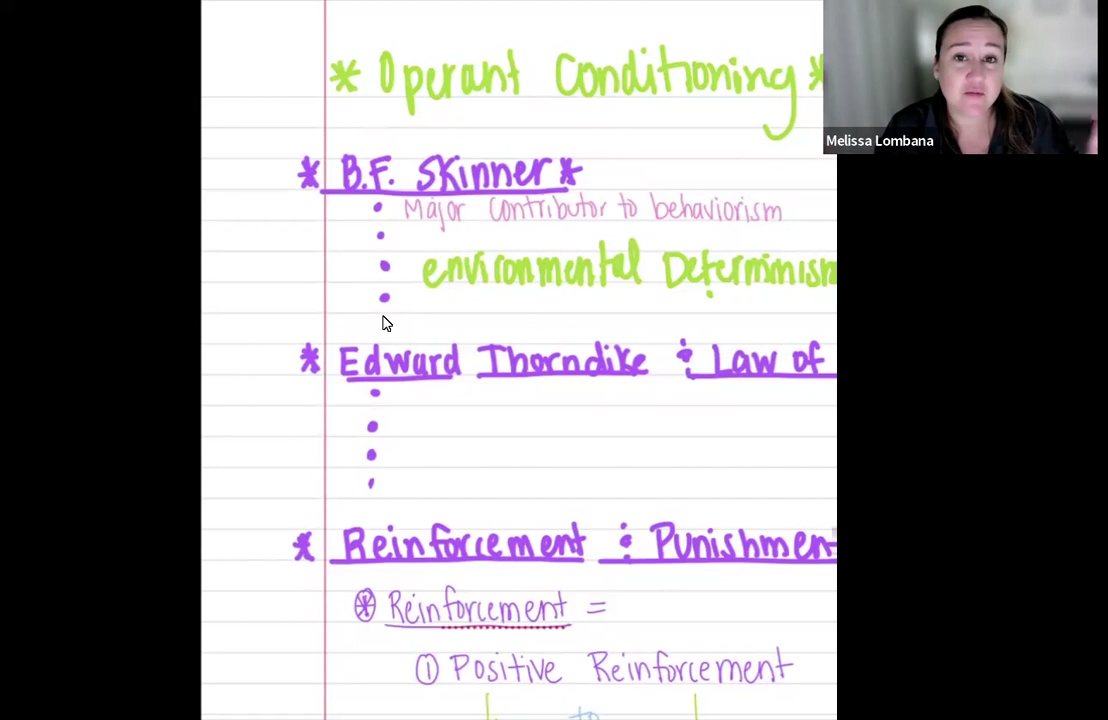 * Operant Conditioning *
Melissa Lombana
* B.F. Skinner *
Major contributor to behaviorism
environmental Determinism
* Edward Thorndike & Law of
* Reinforcement & Punishment
* Reinforcement =
① Positive Reinforcement